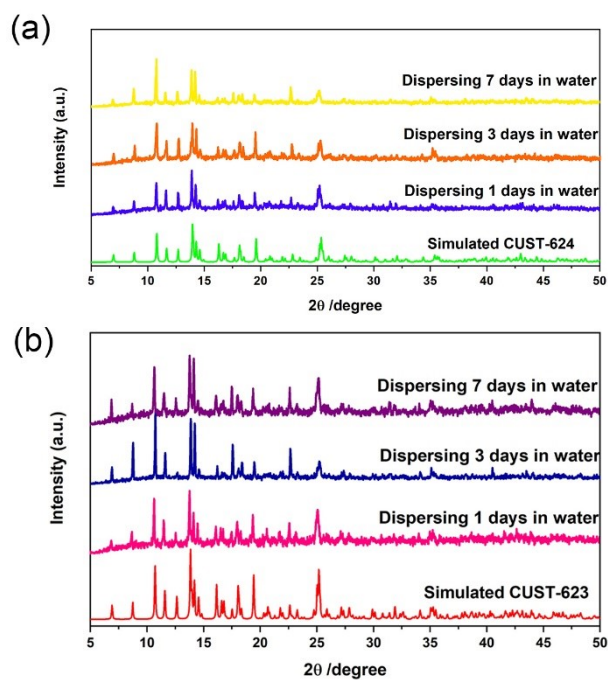 (a)
Intensity (a.u.)
Dispersing 7 days in water
Dispersing 3 days in water
Dispersing 1 days in water
Simulated CUST-624
5 10 15 20 25 30 35 40 45 50
2θ /degree
(b)
Intensity (a.u.)
Dispersing 7 days in water
Dispersing 3 days in water
Dispersing 1 days in water
Simulated CUST-623
5 10 15 20 25 30 35 40 45 50
2θ /degree